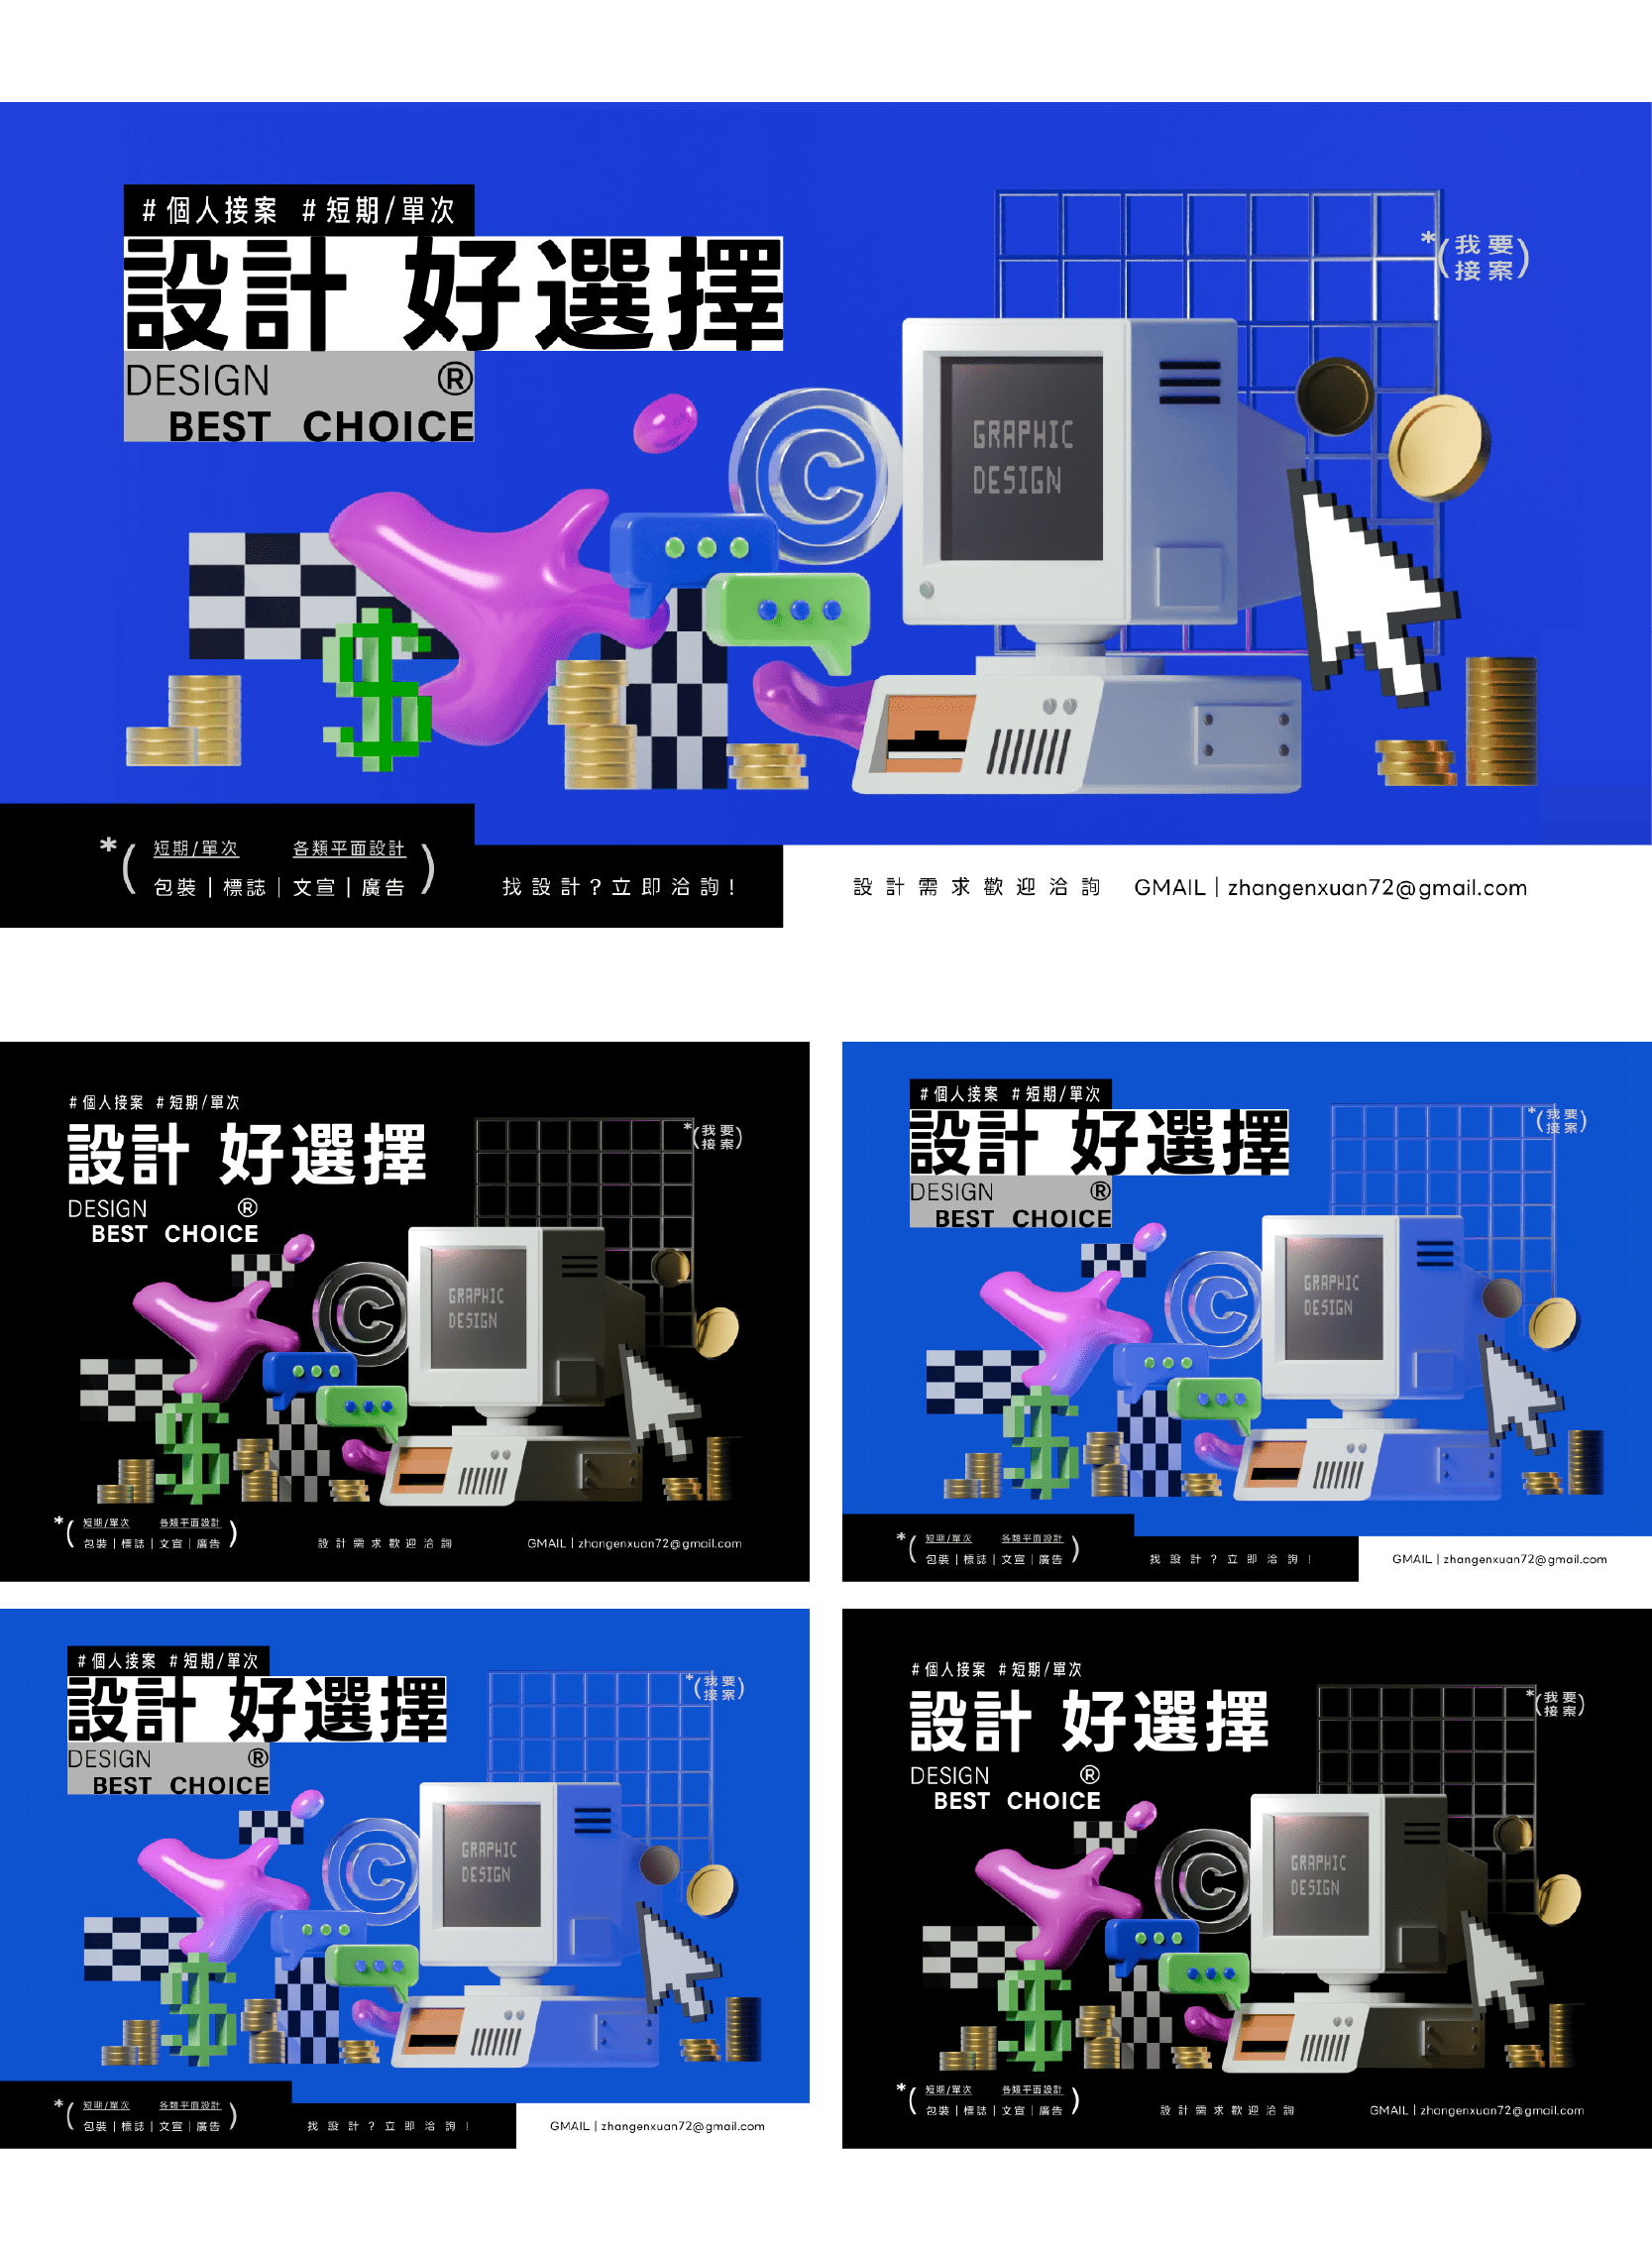 #個人接案 #短期/單次
設計 好選擇
DESIGN ®
BEST CHOICE
*(我要
接案)
©
GRAPHIC
DESIGN
$
*(短期/單次 各類平面設計
包裝|標誌|文宣|廣告)
找設計?立即洽詢!
設計需求歡迎洽詢 GMAIL|zhangenxuan72@gmail.com
#個人接案 #短期/單次
設計 好選擇
DESIGN ®
BEST CHOICE
*(我要
接案)
©
GRAPHIC
DESIGN
$
*(短期/單次 各類平面設計
包裝|標誌|文宣|廣告)
設計需求歡迎洽詢
GMAIL|zhangenxuan72@gmail.com
#個人接案 #短期/單次
設計 好選擇
DESIGN ®
BEST CHOICE
*(我要
接案)
©
GRAPHIC
DESIGN
$
*(短期/單次 各類平面設計
包裝|標誌|文宣|廣告)
找設計?立即洽詢!
GMAIL|zhangenxuan72@gmail.com
#個人接案 #短期/單次
設計 好選擇
DESIGN ®
BEST CHOICE
*(我要
接案)
©
GRAPHIC
DESIGN
$
*(短期/單次 各類平面設計
包裝|標誌|文宣|廣告)
找設計?立即洽詢!
GMAIL|zhangenxuan72@gmail.com
#個人接案 #短期/單次
設計 好選擇
DESIGN ®
BEST CHOICE
*(我要
接案)
©
GRAPHIC
DESIGN
$
*(短期/單次 各類平面設計
包裝|標誌|文宣|廣告)
設計需求歡迎洽詢
GMAIL|zhangenxuan72@gmail.com